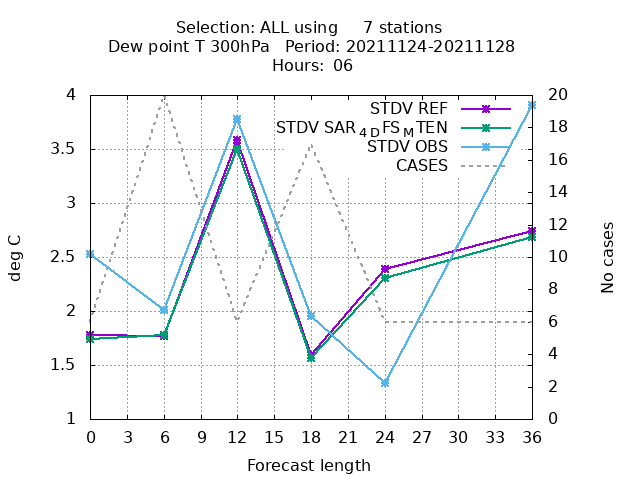 Selection: ALL using     7 stations
Dew point T 300hPa   Period: 20211124-20211128
Hours:  06
STDV REF
STDV SAR4DFSMTEN
STDV OBS
CASES
4
3.5
3
2.5
2
1.5
1
deg C
20
18
16
14
12
10
8
6
4
2
0
No cases
0 3 6 9 12 15 18 21 24 27 30 33 36
Forecast length